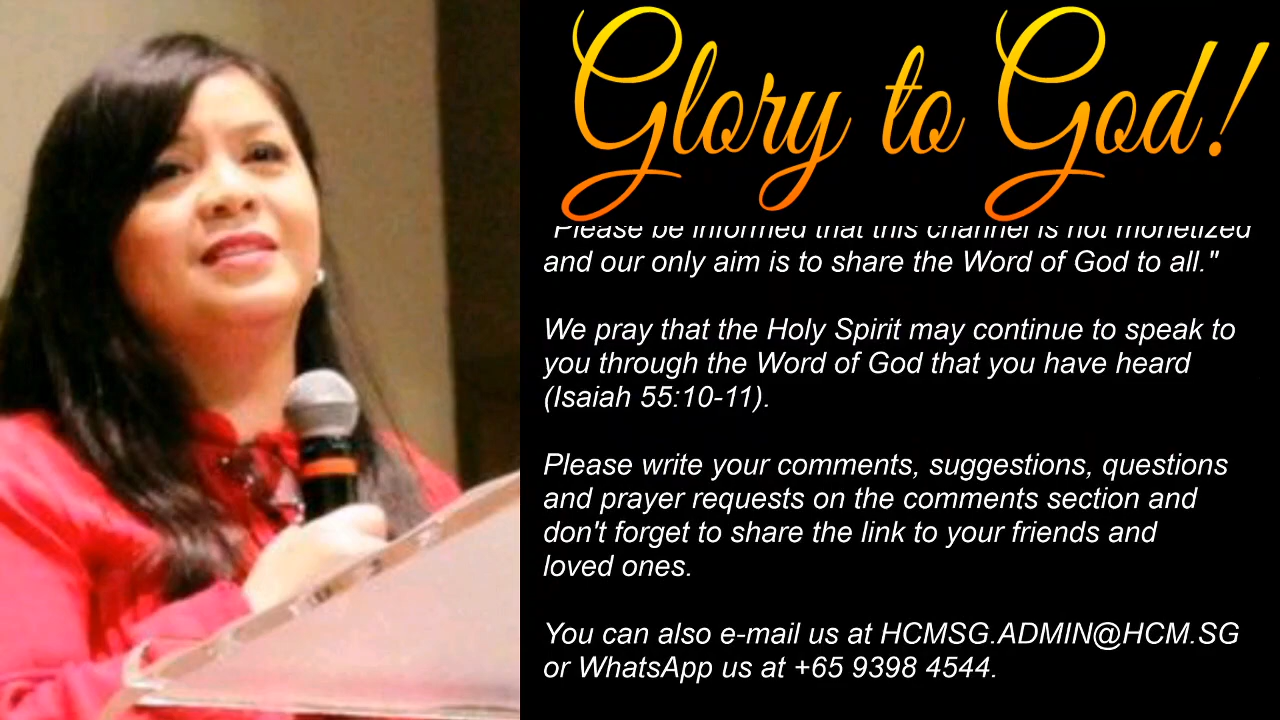 Glory to God!
"Please be informed that this channel is not monetized
and our only aim is to share the Word of God to all."
We pray that the Holy Spirit may continue to speak to
you through the Word of God that you have heard
(Isaiah 55:10-11).
Please write your comments, suggestions, questions
and prayer requests on the comments section and
don't forget to share the link to your friends and
loved ones.
You can also e-mail us at HCMSG.ADMIN@HCM.SG
or WhatsApp us at +65 9398 4544.